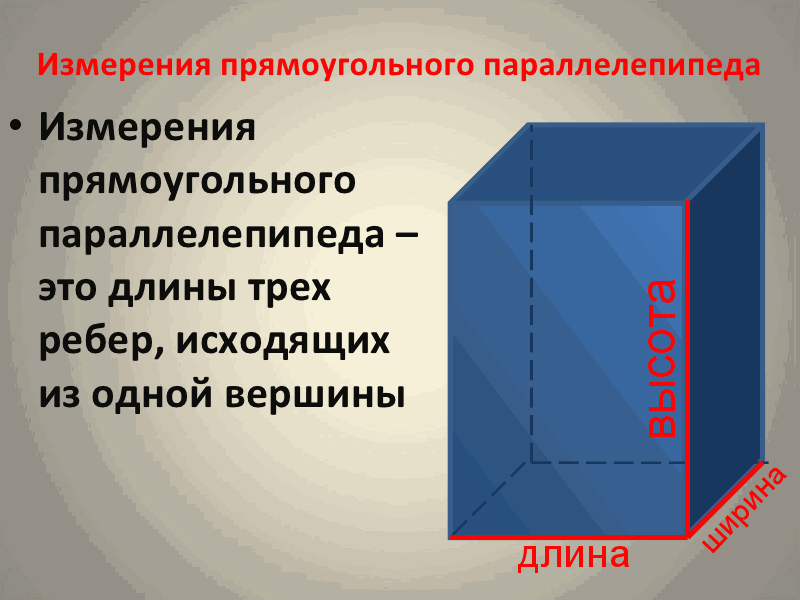 Измерения прямоугольного параллелепипеда
• Измерения
прямоугольного
параллелепипеда –
это длины трех
ребер, исходящих
из одной вершины
высота
ширина
длина